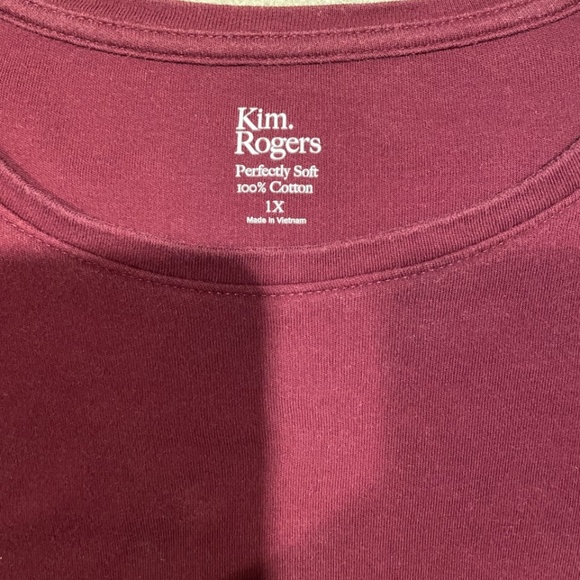 Kim.
Rogers
Perfectly Soft
100% Cotton
1X
Made in Vietnam